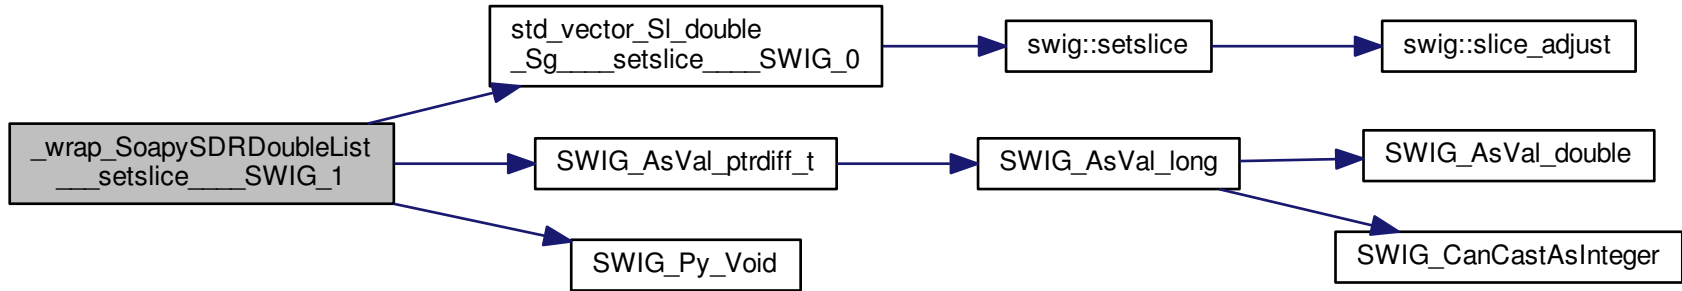 std_vector_Sl_double
_Sg____setslice____SWIG_0
swig::setslice
swig::slice_adjust
_wrap_SoapySDRDoubleList
___setslice____SWIG_1
SWIG_AsVal_ptrdiff_t
SWIG_AsVal_long
SWIG_AsVal_double
SWIG_Py_Void
SWIG_CanCastAsInteger